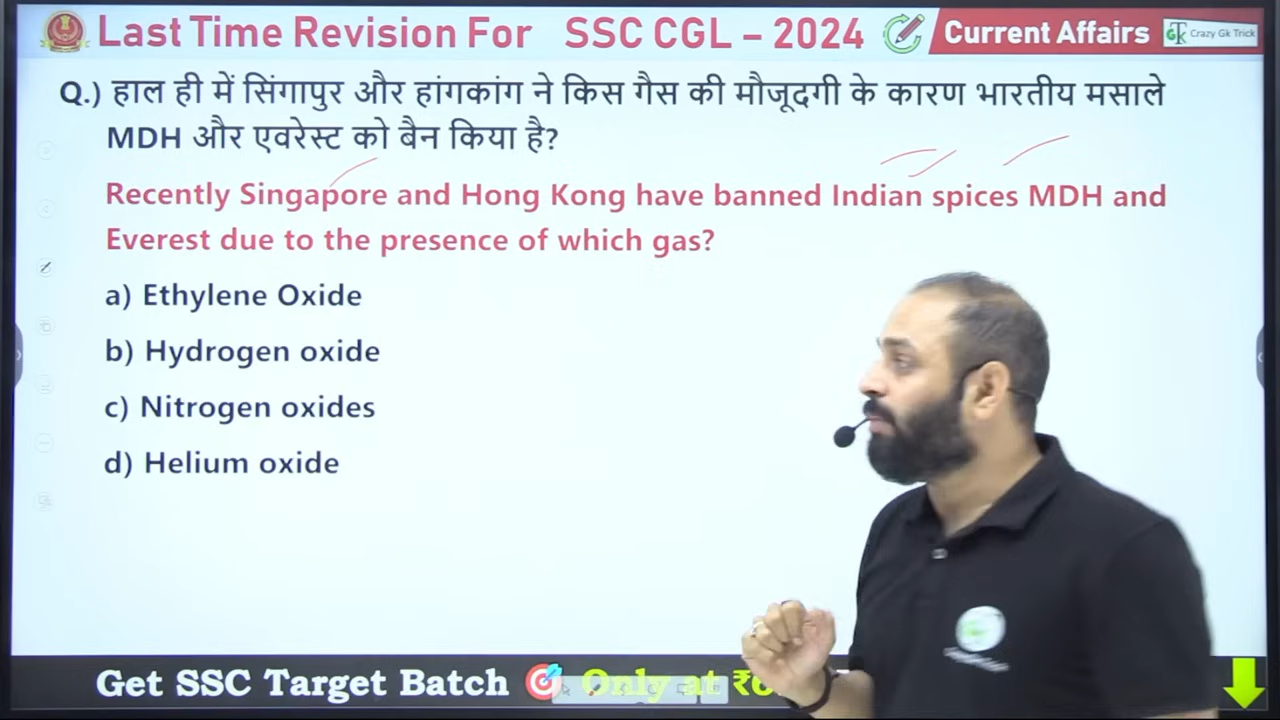 Last Time Revision For SSC CGL – 2024
Current Affairs
Crazy Gk Trick
Q.) हाल ही में सिंगापुर और हांगकांग ने किस गैस की मौजूदगी के कारण भारतीय मसाले
MDH और एवरेस्ट को बैन किया है?
Recently Singapore and Hong Kong have banned Indian spices MDH and
Everest due to the presence of which gas?
a) Ethylene Oxide
b) Hydrogen oxide
c) Nitrogen oxides
d) Helium oxide
Get SSC Target Batch Only at